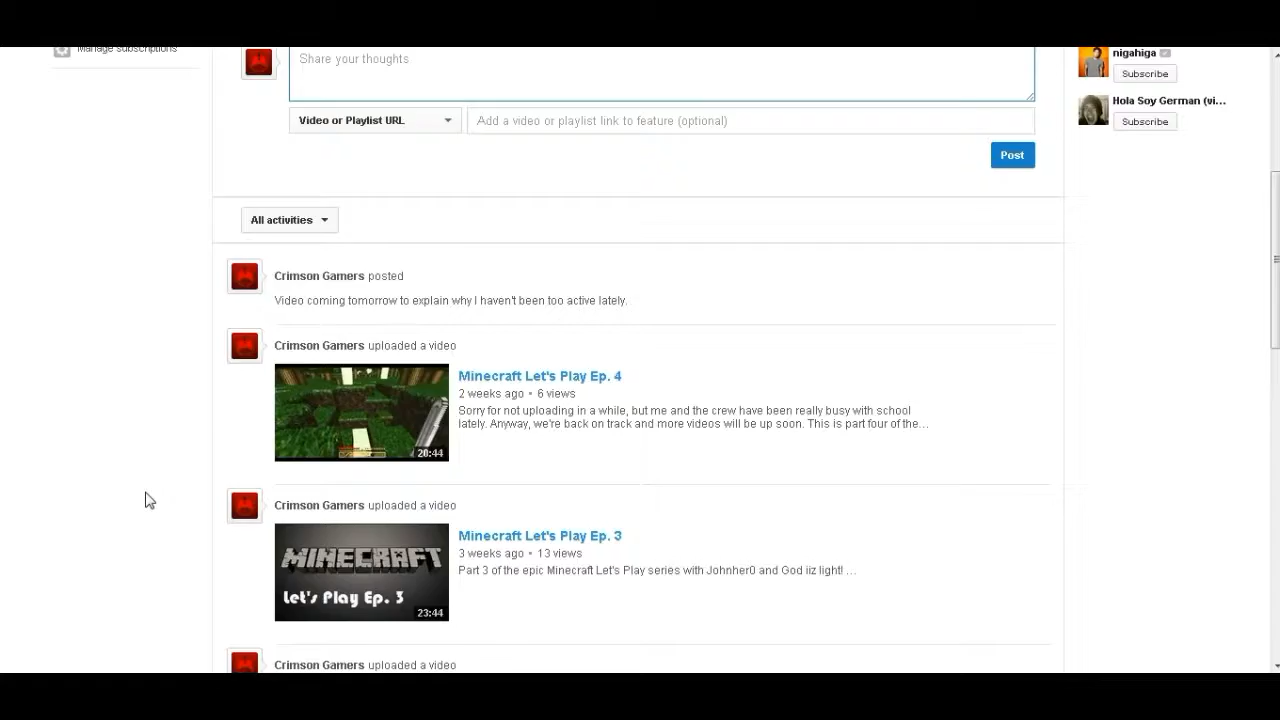 Manage subscriptions
Share your thoughts
Video or Playlist URL
Add a video or playlist link to feature (optional)
Post
nigahiga
Subscribe
Hola Soy German (vi...
Subscribe
All activities
Crimson Gamers posted
Video coming tomorrow to explain why I haven't been too active lately.
Crimson Gamers uploaded a video
20:44
Minecraft Let's Play Ep. 4
2 weeks ago • 6 views
Sorry for not uploading in a while, but me and the crew have been really busy with school
lately. Anyway, we're back on track and more videos will be up soon. This is part four of the...
Crimson Gamers uploaded a video
MINECRAFT
Let's Play Ep. 3
23:44
Minecraft Let's Play Ep. 3
3 weeks ago • 13 views
Part 3 of the epic Minecraft Let's Play series with Johnher0 and God iiz light! ...
Crimson Gamers uploaded a video